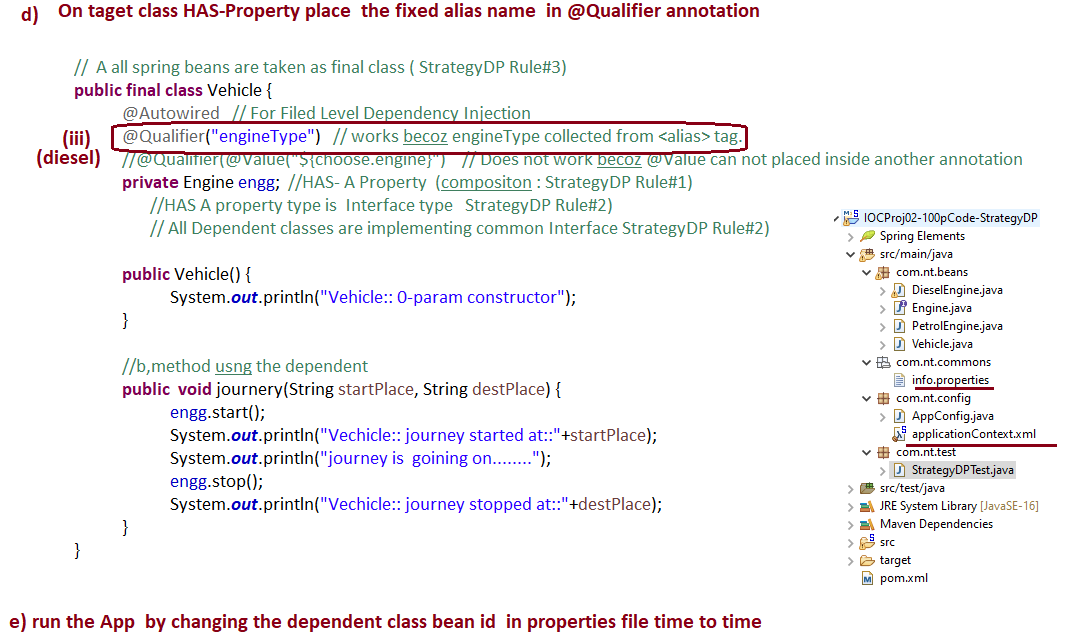 d) On taget class HAS-Property place the fixed alias name in @Qualifier annotation
// A all spring beans are taken as final class ( StrategyDP Rule#3)
public final class Vehicle {
@Autowired // For Filed Level Dependency Injection
(iii) @Qualifier("engineType") // works becoz engineType collected from <alias> tag.
(diesel) //@Qualifier(@Value("${choose.engine}") // Does not work becoz @Value can not placed inside another annotation
private Engine engg; //HAS- A Property (compositon : StrategyDP Rule#1)
//HAS A property type is Interface type StrategyDP Rule#2)
// All Dependent classes are implementing common Interface StrategyDP Rule#2)
public Vehicle() {
System.out.println("Vehicle:: 0-param constructor");
}
//b,method usng the dependent
public void journery(String startPlace, String destPlace) {
engg.start();
System.out.println("Vechicle:: journey started at::"+startPlace);
System.out.println("journey is goining on........");
engg.stop();
System.out.println("Vechicle:: journey stopped at::"+destPlace);
}
}
IOCProj02-100pCode-StrategyDP
Spring Elements
src/main/java
com.nt.beans
DieselEngine.java
Engine.java
PetrolEngine.java
Vehicle.java
com.nt.commons
info.properties
com.nt.config
AppConfig.java
applicationContext.xml
com.nt.test
StrategyDPTest.java
src/test/java
JRE System Library [JavaSE-16]
Maven Dependencies
src
target
pom.xml
e) run the App by changing the dependent class bean id in properties file time to time